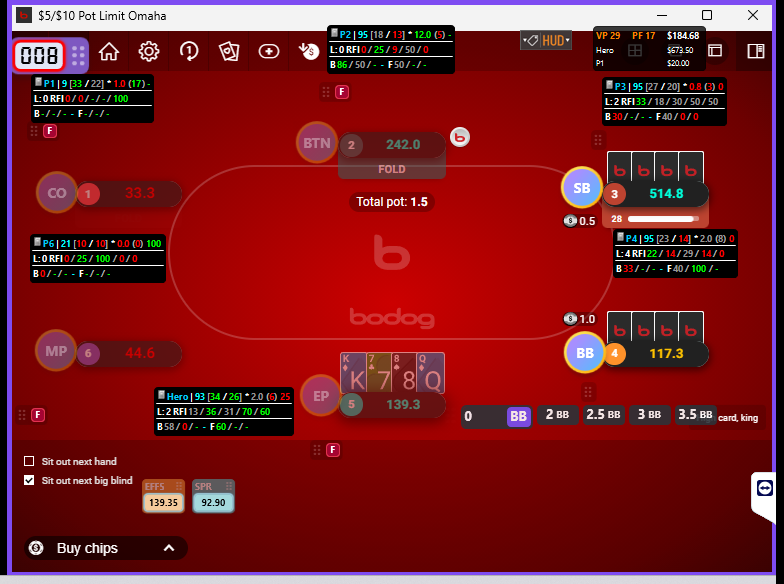 $5/$10 Pot Limit Omaha
008
HUD
VP 29 PF 17 $184.68
Hero $673.50
P1 $20.00
P2 | 95 [18 / 13] * 12.0 (5) -
L: 0 RFI 0 / 25 / 9 / 50 / 0
B 86 / 50 / - - F 50 / - / -
P1 | 9 [33 / 22] * 1.0 (17) -
L: 0 RFI 0 / 0 / - / - / 100
B - / - / - - F - / - / -
F
F
P3 | 95 [27 / 20] * 0.8 (3) 0
L: 2 RFI 33 / 18 / 30 / 50 / 50
B 30 / - / - - F 40 / 0 / 0
BTN
2
242.0
FOLD
CO
1
33.3
SB
3
514.8
28
0.5
Total pot: 1.5
P6 | 21 [10 / 10] * 0.0 (0) 100
L: 0 RFI 0 / 25 / 100 / 0 / 0
B 0 / - / - - F - / - / -
P4 | 95 [23 / 14] * 2.0 (8) 0
L: 4 RFI 22 / 14 / 29 / 14 / 0
B 33 / - / - - F 40 / 100 / -
bodog
1.0
MP
6
44.6
BB
4
117.3
Hero | 93 [34 / 26] * 2.0 (6) 25
L: 2 RFI 13 / 36 / 31 / 70 / 60
B 58 / 0 / - - F 60 / - / -
EP
5
139.3
K 7 8 Q
K 7 8 Q
F
F
0 BB
2 BB
2.5 BB
3 BB
3.5 BB
card, king
Sit out next hand
Sit out next big blind
EFFS
139.35
SPR
92.90
Buy chips